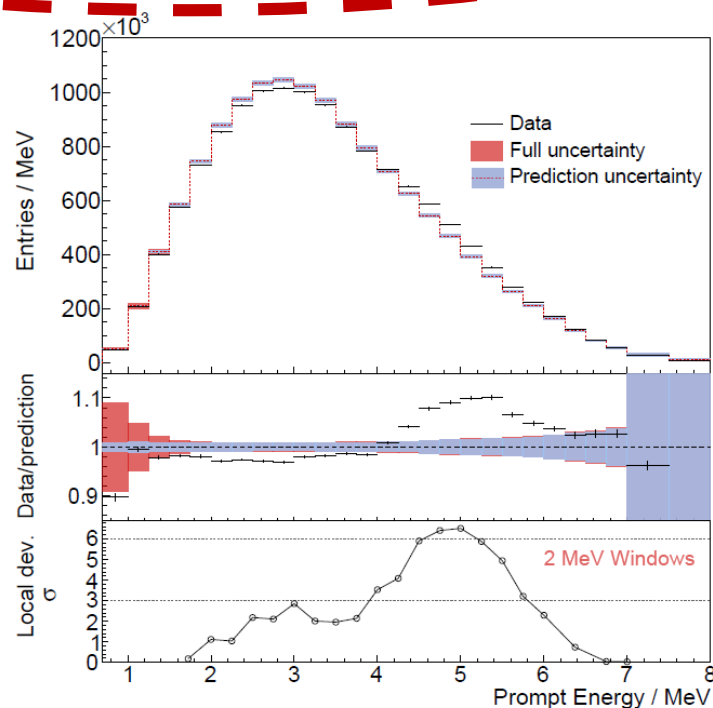 ×10³
1200
1000
800
600
400
200
0
Entries / MeV
Data
Full uncertainty
Prediction uncertainty
1.1
1
0.9
Data/prediction
6
5
4
3
2
1
0
Local dev.
σ
2 MeV Windows
1 2 3 4 5 6 7 8
Prompt Energy / MeV